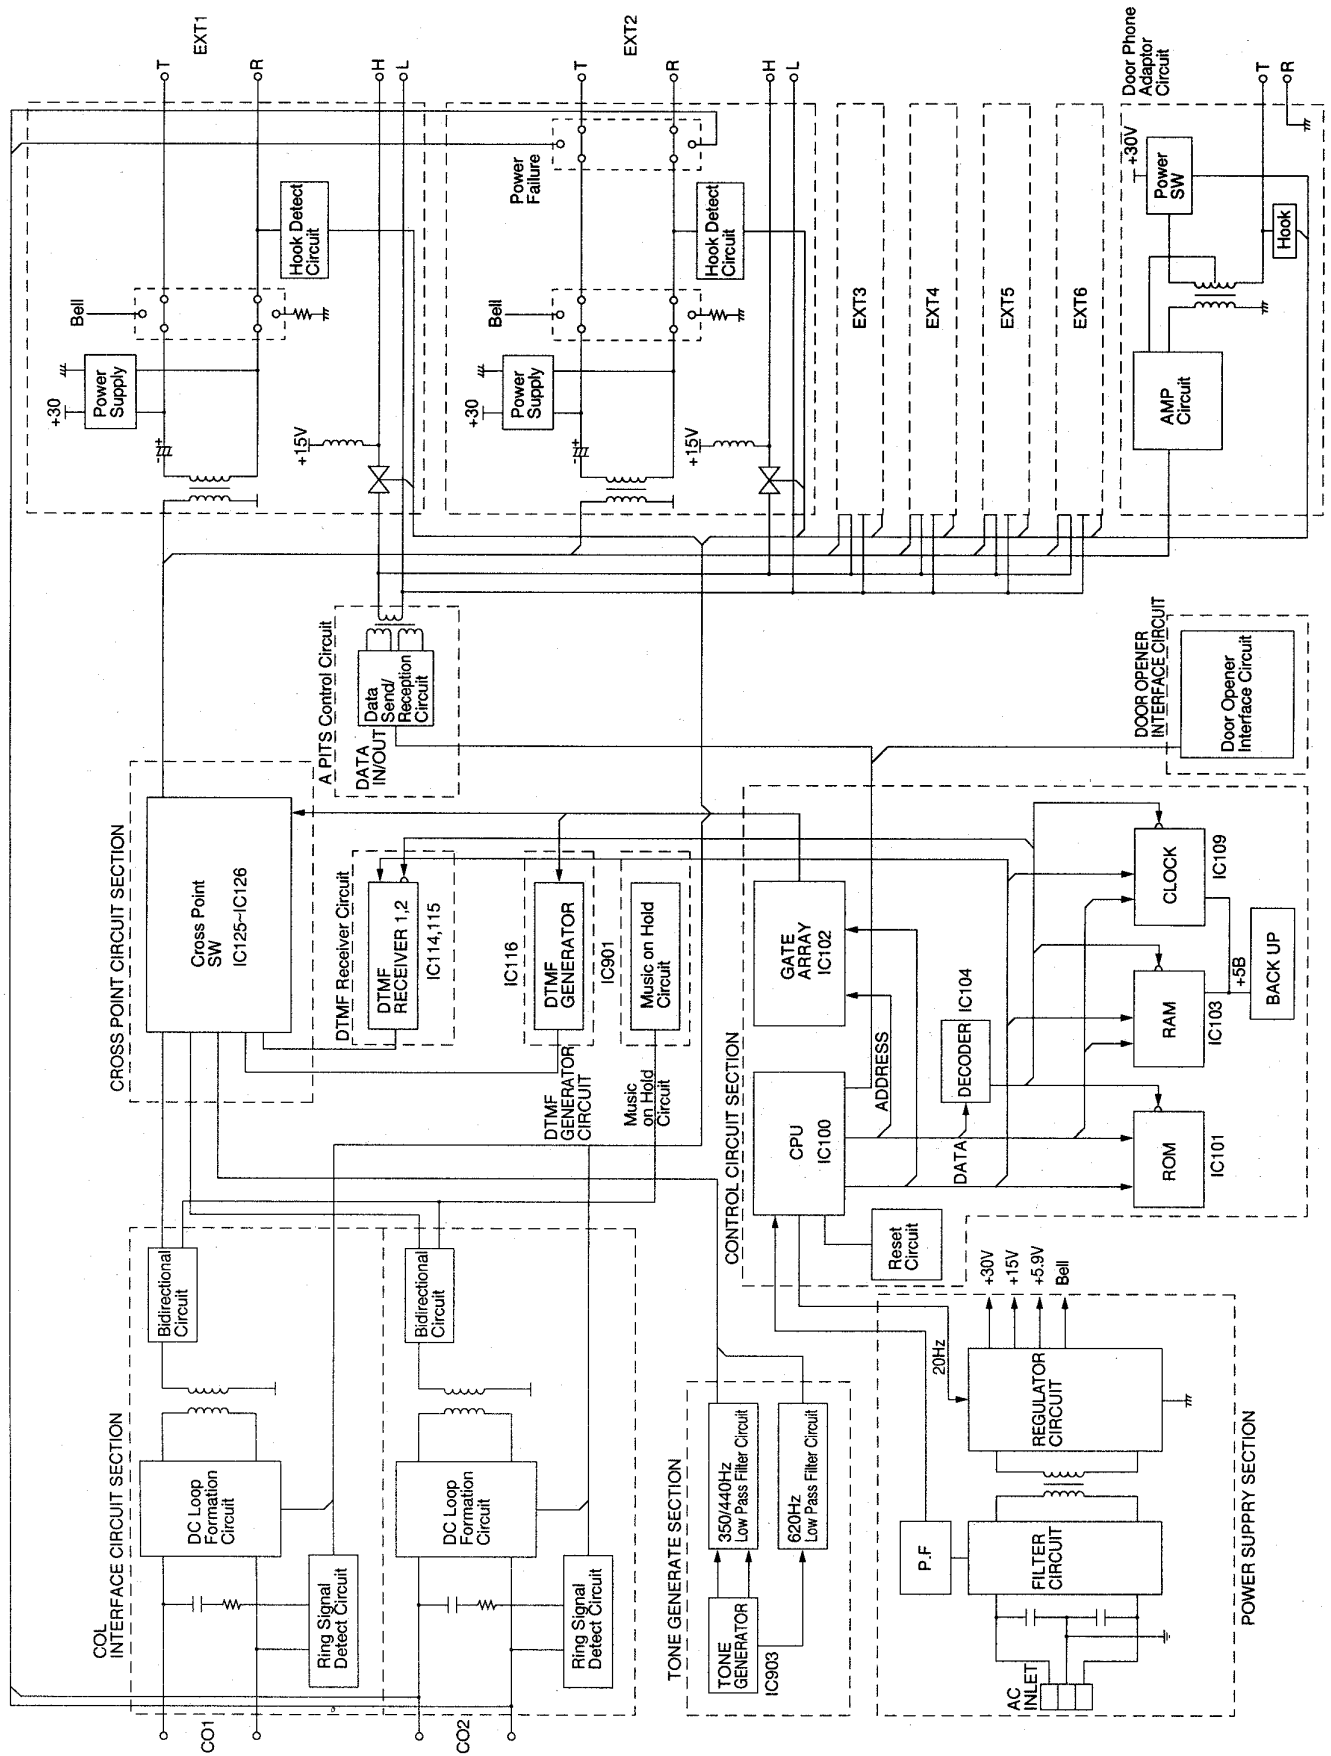 COL
INTERFACE CIRCUIT SECTION
CO1
DC Loop
Formation
Circuit
Ring Signal
Detect Circuit
Bidirectional
Circuit
CO2
DC Loop
Formation
Circuit
Ring Signal
Detect Circuit
Bidirectional
Circuit
CROSS POINT CIRCUIT SECTION
Cross Point
SW
IC125~IC126
DTMF Receiver Circuit
DTMF
RECEIVER 1,2
IC114,115
IC116
DTMF
GENERATOR
DTMF
GENERATOR
CIRCUIT
IC901
Music on Hold
Circuit
Music
on Hold
Circuit
A PITS Control Circuit
Data
Send/
Reception
Circuit
DATA
IN/OUT
EXT1
T
R
H
L
Bell
+30
Power
Supply
- +
Hook Detect
Circuit
+15V
EXT2
T
R
H
L
Power
Failure
Bell
+30
Power
Supply
- +
Hook Detect
Circuit
+15V
EXT3
EXT4
EXT5
EXT6
Door Phone
Adaptor
Circuit
T
R
+30V
Power
SW
Hook
AMP
Circuit
DOOR OPENER
INTERFACE CIRCUIT
Door Opener
Interface Circuit
TONE GENERATE SECTION
TONE
GENERATOR
IC903
350/440Hz
Low Pass Filter Circuit
620Hz
Low Pass Filter Circuit
CONTROL CIRCUIT SECTION
CPU
IC100
GATE
ARRAY
IC102
ADDRESS
DATA
DECODER
IC104
Reset
Circuit
ROM
IC101
RAM
IC103
CLOCK
IC109
+5B
BACK UP
POWER SUPPRY SECTION
AC
INLET
FILTER
CIRCUIT
P.F
REGULATOR
CIRCUIT
20Hz
+30V
+15V
+5.9V
Bell